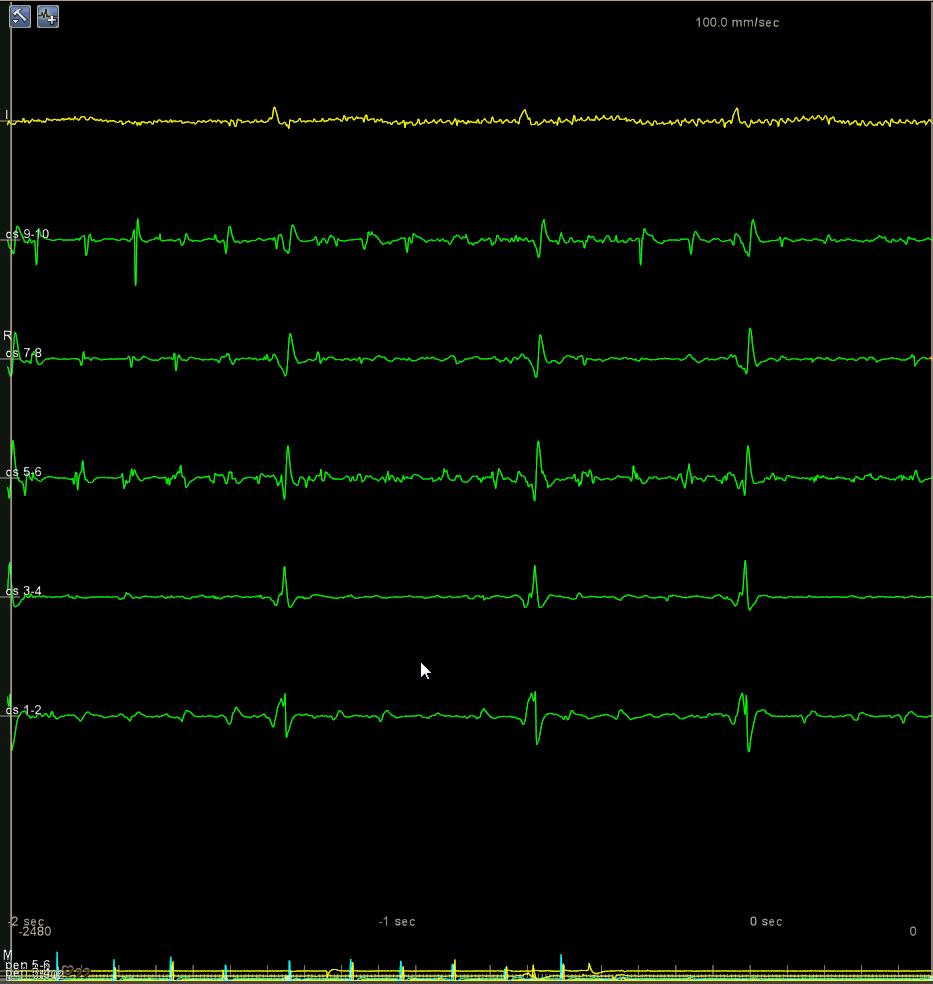 100.0 mm/sec
I
cs 9-10
R
cs 7-8
cs 5-6
cs 3-4
cs 1-2
-2 sec
-1 sec
0 sec
-2480
0
M
pen 5-6